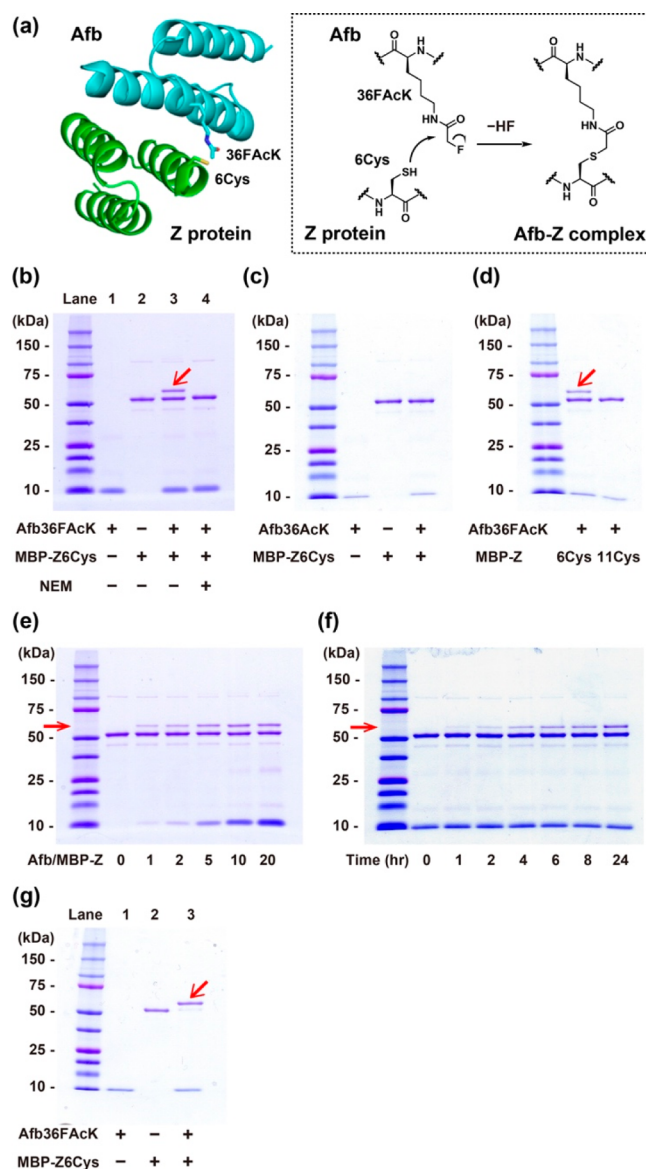 (a)
Afb
36FAcK
6Cys
Z protein
Afb
O
H
N
36FAcK
HN
O
F
6Cys
SH
N
H
O
Z protein
−HF
O
H
N
HN
O
S
N
H
O
Afb-Z complex
(b)
Lane 1 2 3 4
(kDa)
150 -
75 -
50 -
25 -
10 -
Afb36FAcK + − + +
MBP-Z6Cys − + + +
NEM − − − +
(c)
(kDa)
150 -
75 -
50 -
25 -
10 -
Afb36AcK + − +
MBP-Z6Cys − + +
(d)
(kDa)
150 -
75 -
50 -
25 -
10 -
Afb36FAcK + +
MBP-Z 6Cys 11Cys
(e)
(kDa)
150 -
75 -
50 -
25 -
10 -
Afb/MBP-Z 0 1 2 5 10 20
(f)
(kDa)
150 -
75 -
50 -
25 -
10 -
Time (hr) 0 1 2 4 6 8 24
(g)
Lane 1 2 3
(kDa)
150 -
75 -
50 -
25 -
10 -
Afb36FAcK + − +
MBP-Z6Cys − + +